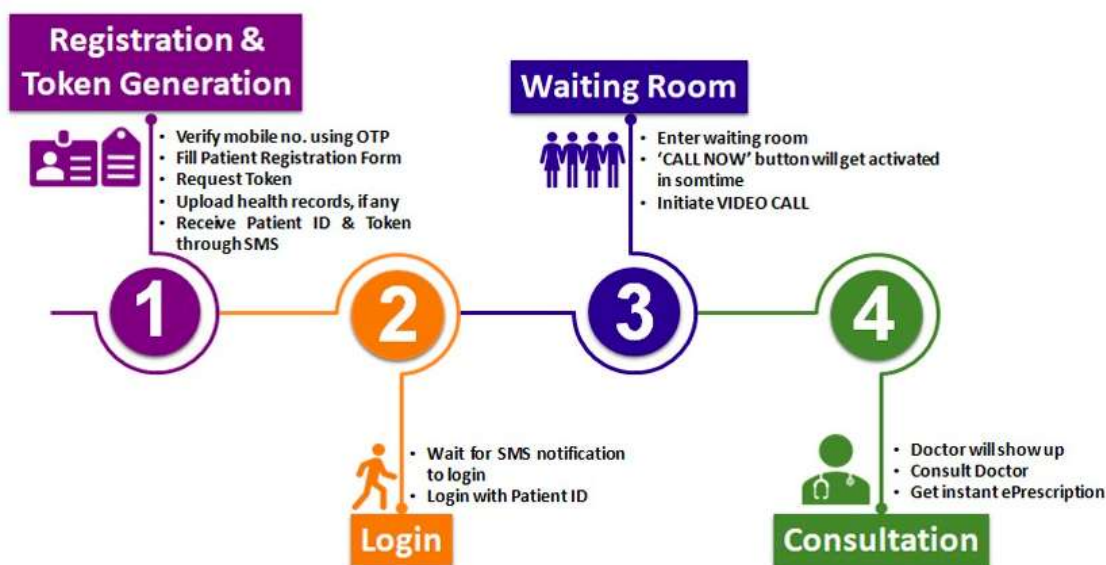 Registration &
Token Generation
• Verify mobile no. using OTP
• Fill Patient Registration Form
• Request Token
• Upload health records, if any
• Receive Patient ID & Token
through SMS
1
2
• Wait for SMS notification
to login
• Login with Patient ID
Login
Waiting Room
• Enter waiting room
• ‘CALL NOW’ button will get activated
in somtime
• Initiate VIDEO CALL
3
4
• Doctor will show up
• Consult Doctor
• Get instant ePrescription
Consultation